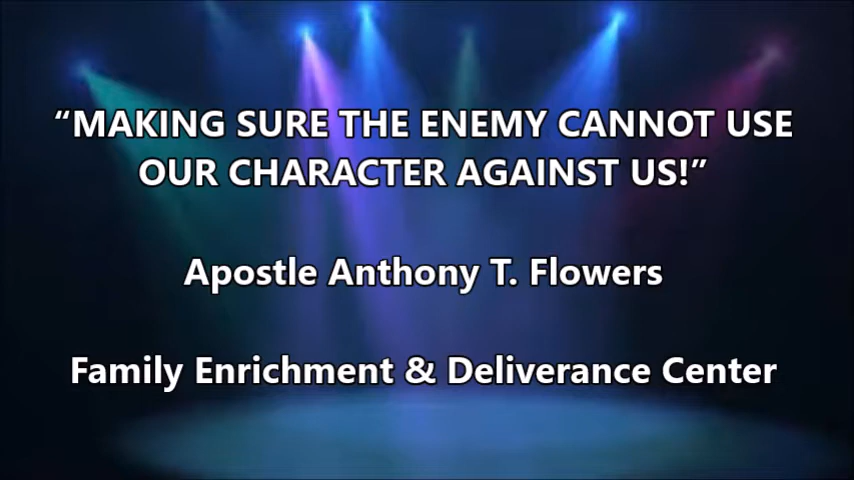 “MAKING SURE THE ENEMY CANNOT USE
OUR CHARACTER AGAINST US!”
Apostle Anthony T. Flowers
Family Enrichment & Deliverance Center